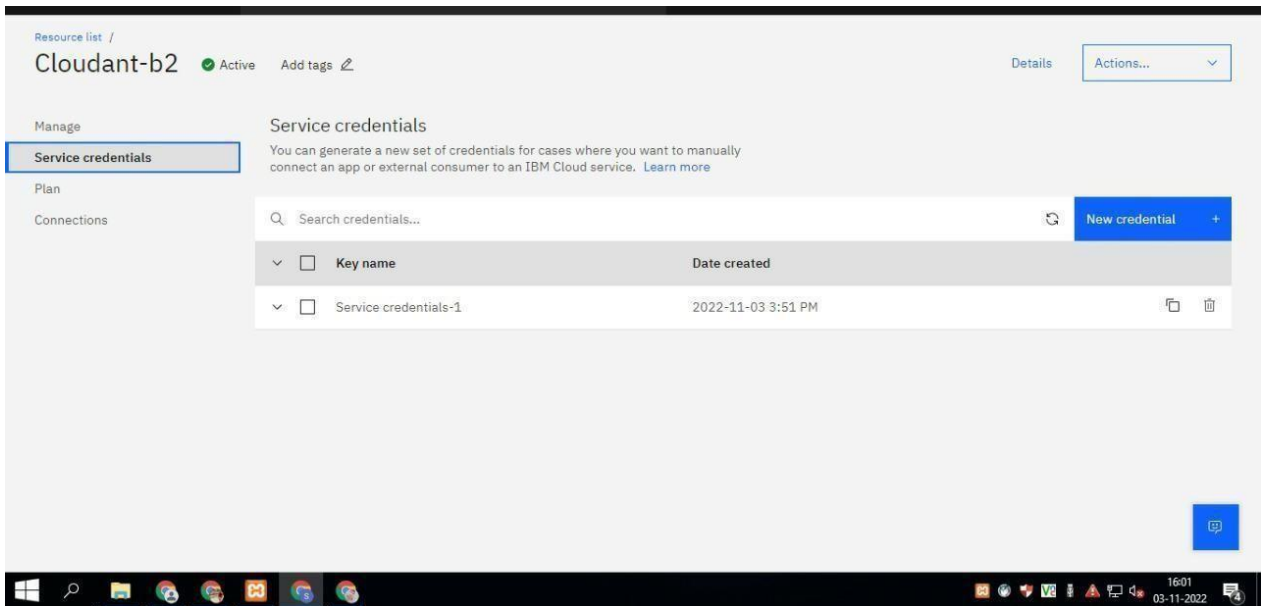 Resource list /
Cloudant-b2 Active Add tags Details Actions...
Manage
Service credentials
Plan
Connections
Service credentials
You can generate a new set of credentials for cases where you want to manually
connect an app or external consumer to an IBM Cloud service. Learn more
Search credentials... New credential +
Key name Date created
Service credentials-1 2022-11-03 3:51 PM
16:01
03-11-2022
4